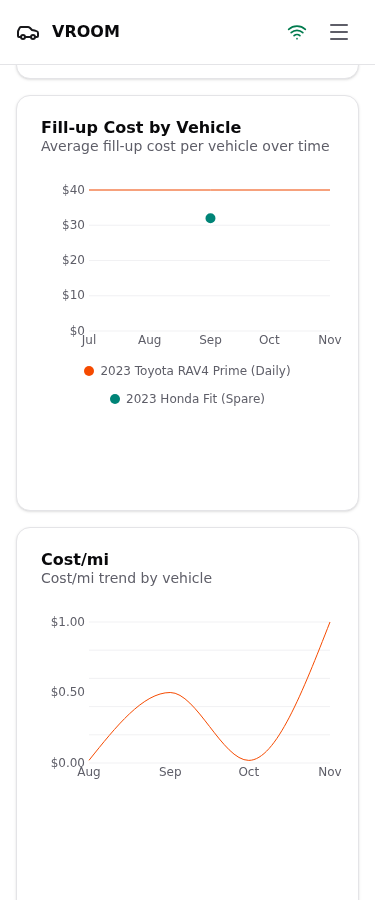 VROOM
Fill-up Cost by Vehicle
Average fill-up cost per vehicle over time
$40
$30
$20
$10
$0
Jul Aug Sep Oct Nov
2023 Toyota RAV4 Prime (Daily)
2023 Honda Fit (Spare)
Cost/mi
Cost/mi trend by vehicle
$1.00
$0.50
$0.00
Aug Sep Oct Nov